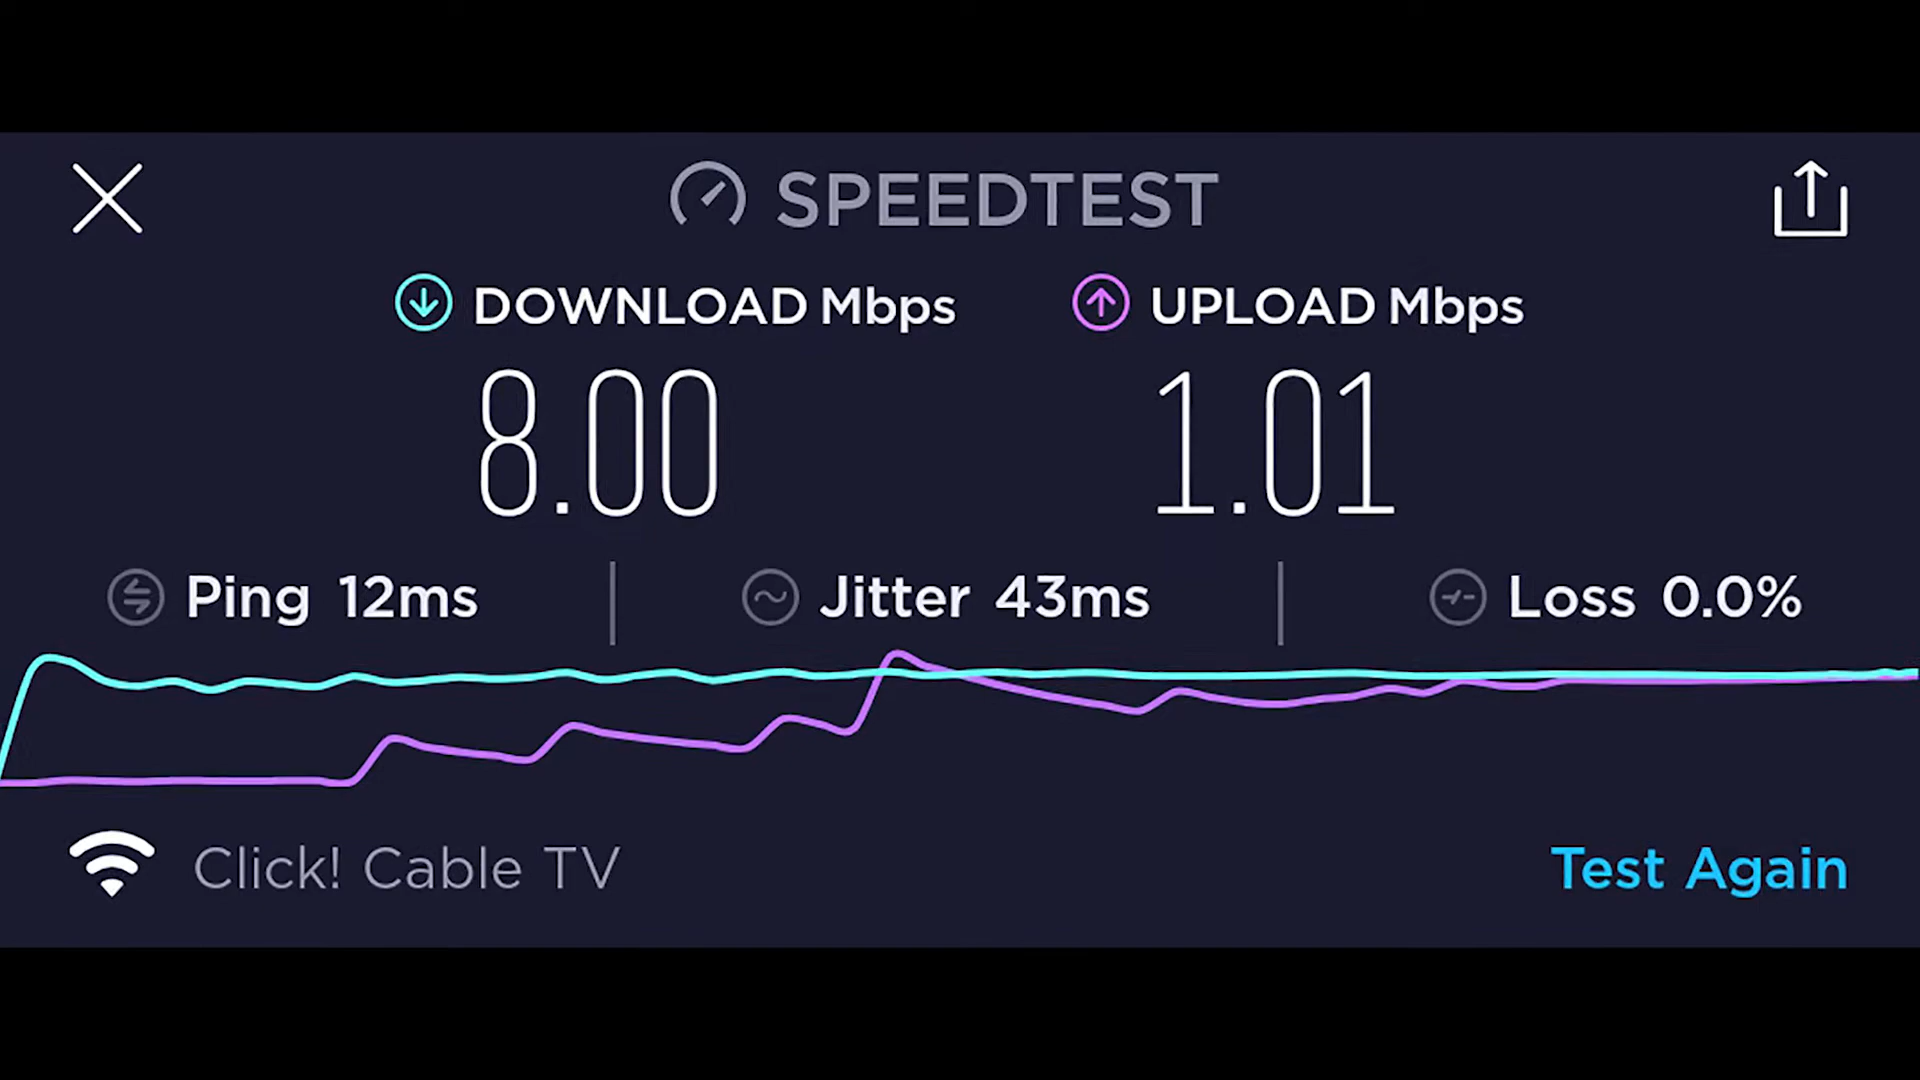 SPEEDTEST
DOWNLOAD Mbps
8.00
UPLOAD Mbps
1.01
Ping 12ms
Jitter 43ms
Loss 0.0%
Click! Cable TV
Test Again